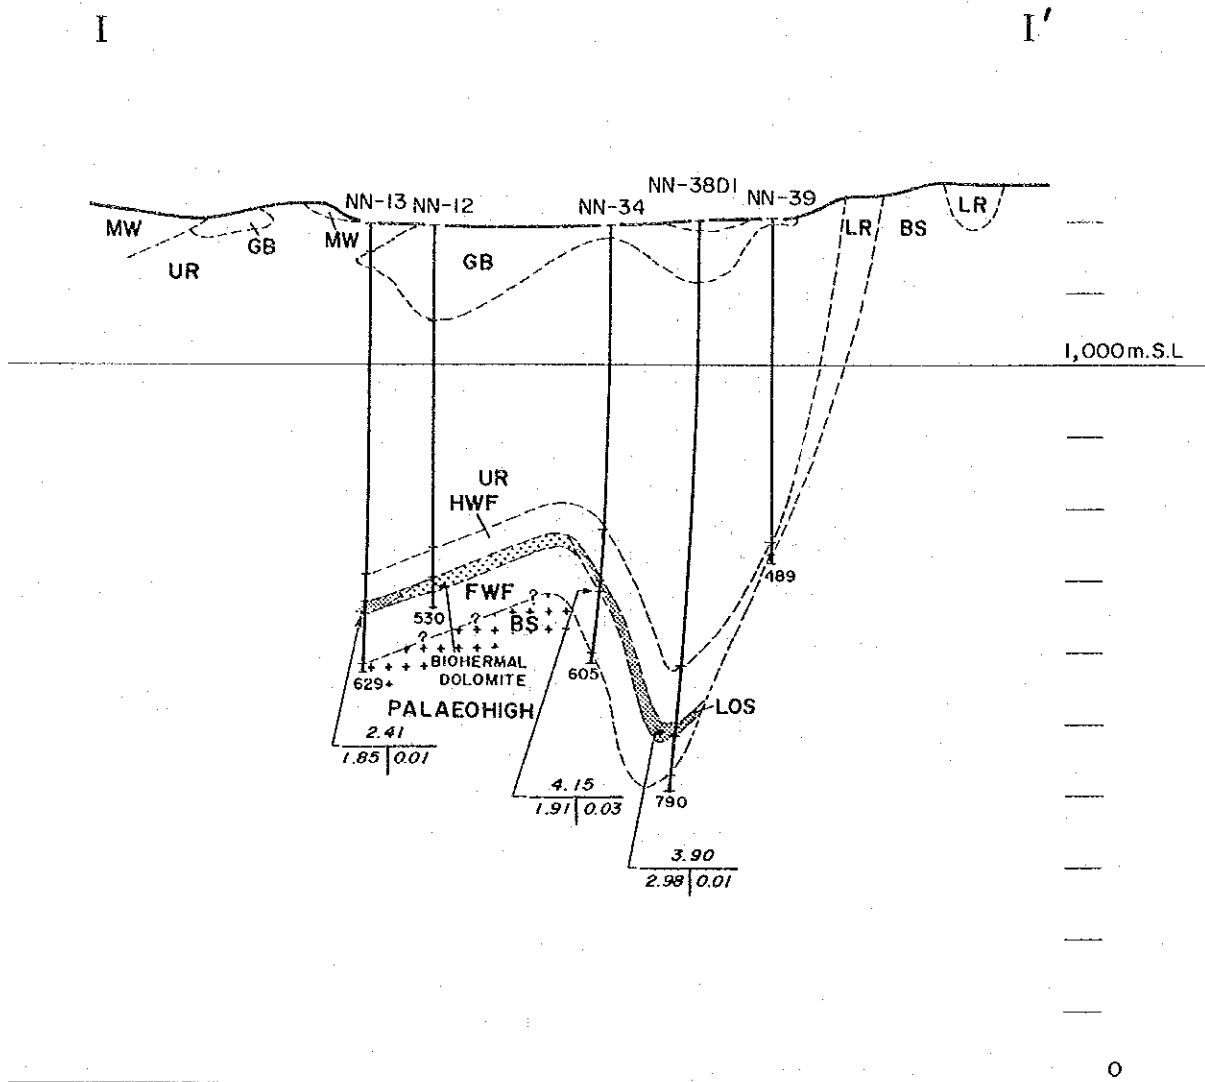 I I'
NN-13 NN-12 NN-34 NN-38D1 NN-39
MW GB MW GB LR BS LR
UR
1,000 m. S.L
UR
HWF
489
FWF
530
? ? ?
BS
BIOHERMAL
DOLOMITE
629
605
PALAEOHIGH
LOS
2.41
1.85 0.01
4.15
1.91 0.03
790
3.90
2.98 0.01
0